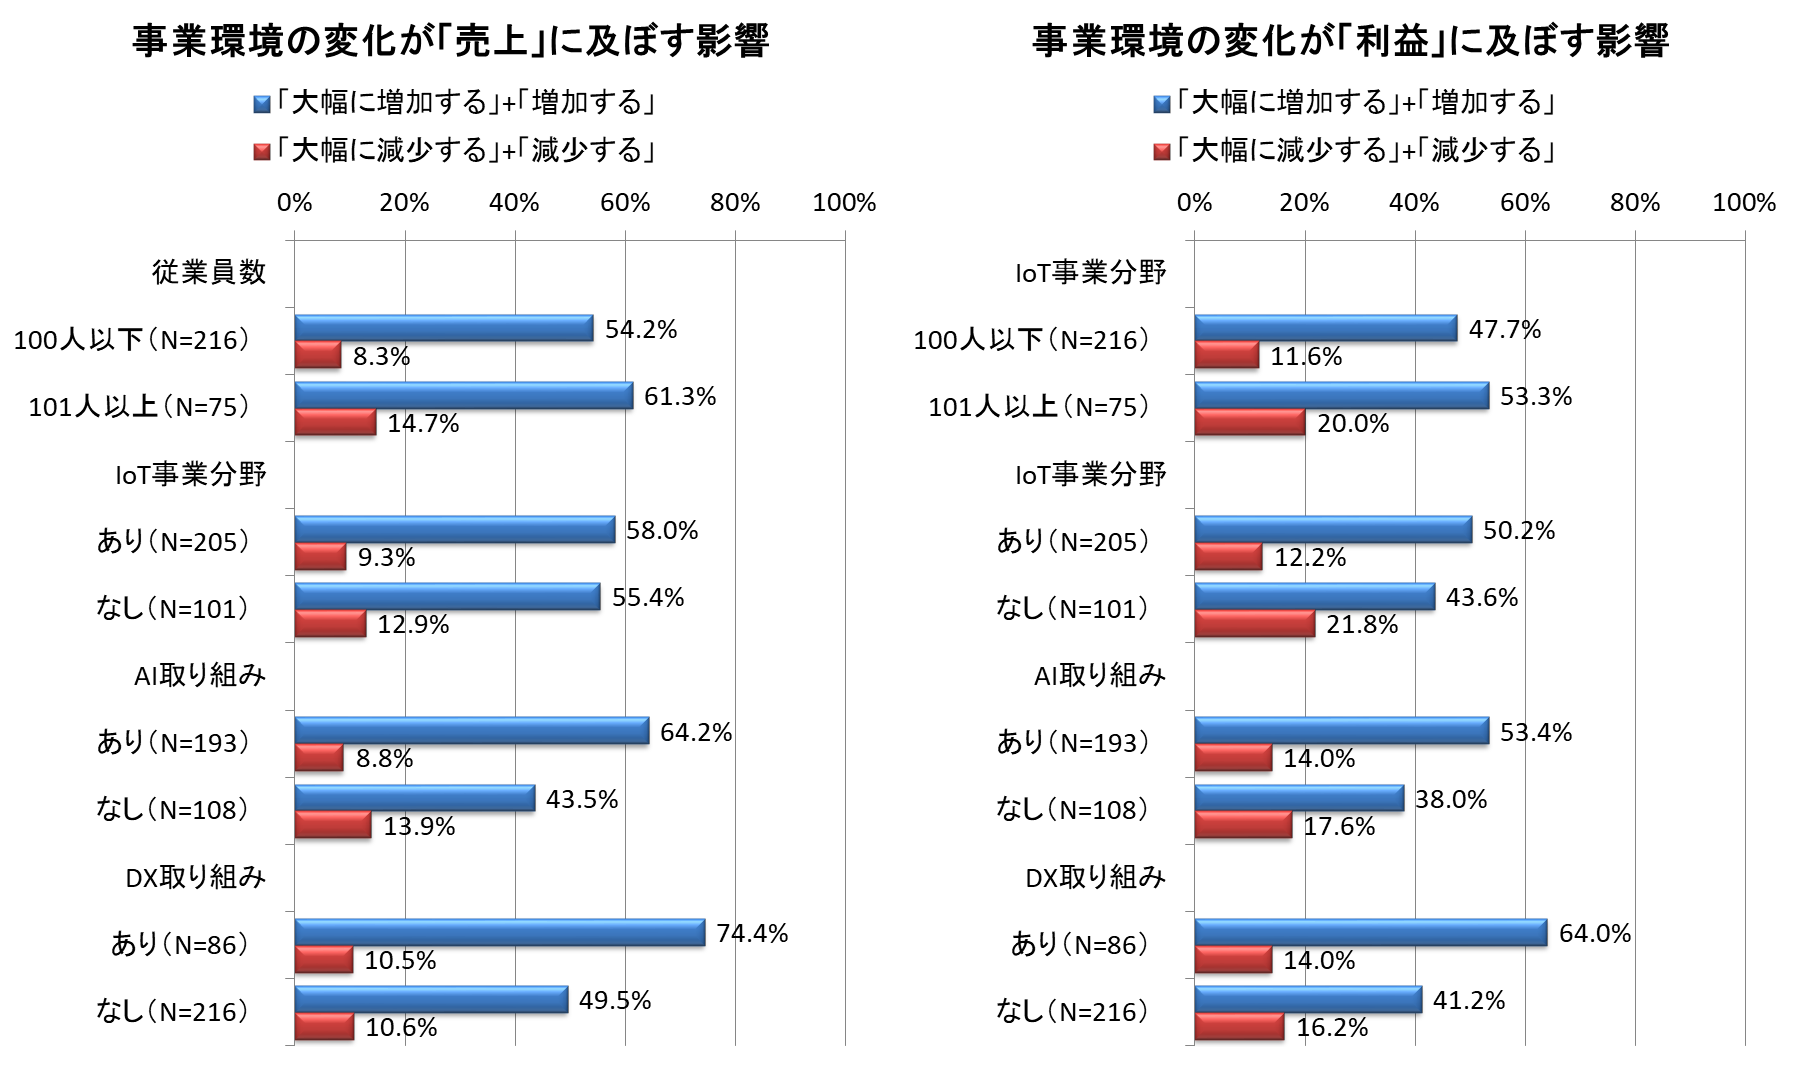 事業環境の変化が｢売上｣に及ぼす影響
｢大幅に増加する｣+｢増加する｣
｢大幅に減少する｣+｢減少する｣
0% 20% 40% 60% 80% 100%
従業員数
100人以下（N=216） 54.2%
8.3%
101人以上（N=75） 61.3%
14.7%
IoT事業分野
あり（N=205） 58.0%
9.3%
なし（N=101） 55.4%
12.9%
AI取り組み
あり（N=193） 64.2%
8.8%
なし（N=108） 43.5%
13.9%
DX取り組み
あり（N=86） 74.4%
10.5%
なし（N=216） 49.5%
10.6%
事業環境の変化が｢利益｣に及ぼす影響
｢大幅に増加する｣+｢増加する｣
｢大幅に減少する｣+｢減少する｣
0% 20% 40% 60% 80% 100%
IoT事業分野
100人以下（N=216） 47.7%
11.6%
101人以上（N=75） 53.3%
20.0%
IoT事業分野
あり（N=205） 50.2%
12.2%
なし（N=101） 43.6%
21.8%
AI取り組み
あり（N=193） 53.4%
14.0%
なし（N=108） 38.0%
17.6%
DX取り組み
あり（N=86） 64.0%
14.0%
なし（N=216） 41.2%
16.2%